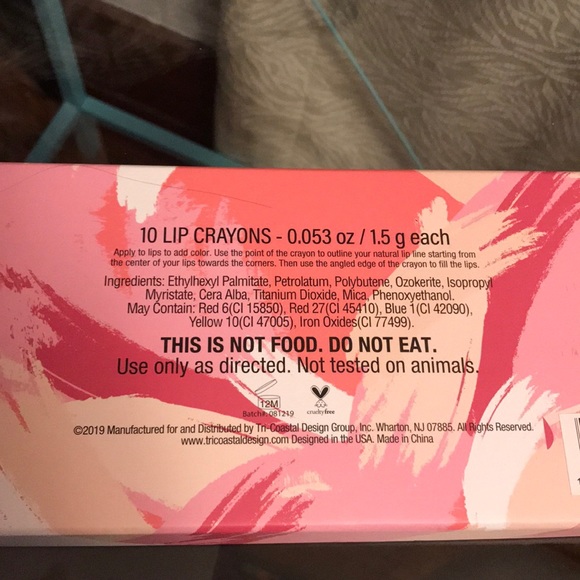 10 LIP CRAYONS - 0.053 oz / 1.5 g each
Apply to lips to add color. Use the point of the crayon to outline your natural lip line starting from
the center of your lips towards the corners. Then use the angled edge of the crayon to fill the lips.
Ingredients: Ethylhexyl Palmitate, Petrolatum, Polybutene, Ozokerite, Isopropyl
Myristate, Cera Alba, Titanium Dioxide, Mica, Phenoxyethanol.
May Contain: Red 6(CI 15850), Red 27(CI 45410), Blue 1(CI 42090),
Yellow 10(CI 47005), Iron Oxides(CI 77499).
THIS IS NOT FOOD. DO NOT EAT.
Use only as directed. Not tested on animals.
12M
Batch#: 081219
crueltyfree
©2019 Manufactured for and Distributed by Tri-Coastal Design Group, Inc. Wharton, NJ 07885. All Rights Reserved.
www.tricoastaldesign.com Designed in the USA. Made in China